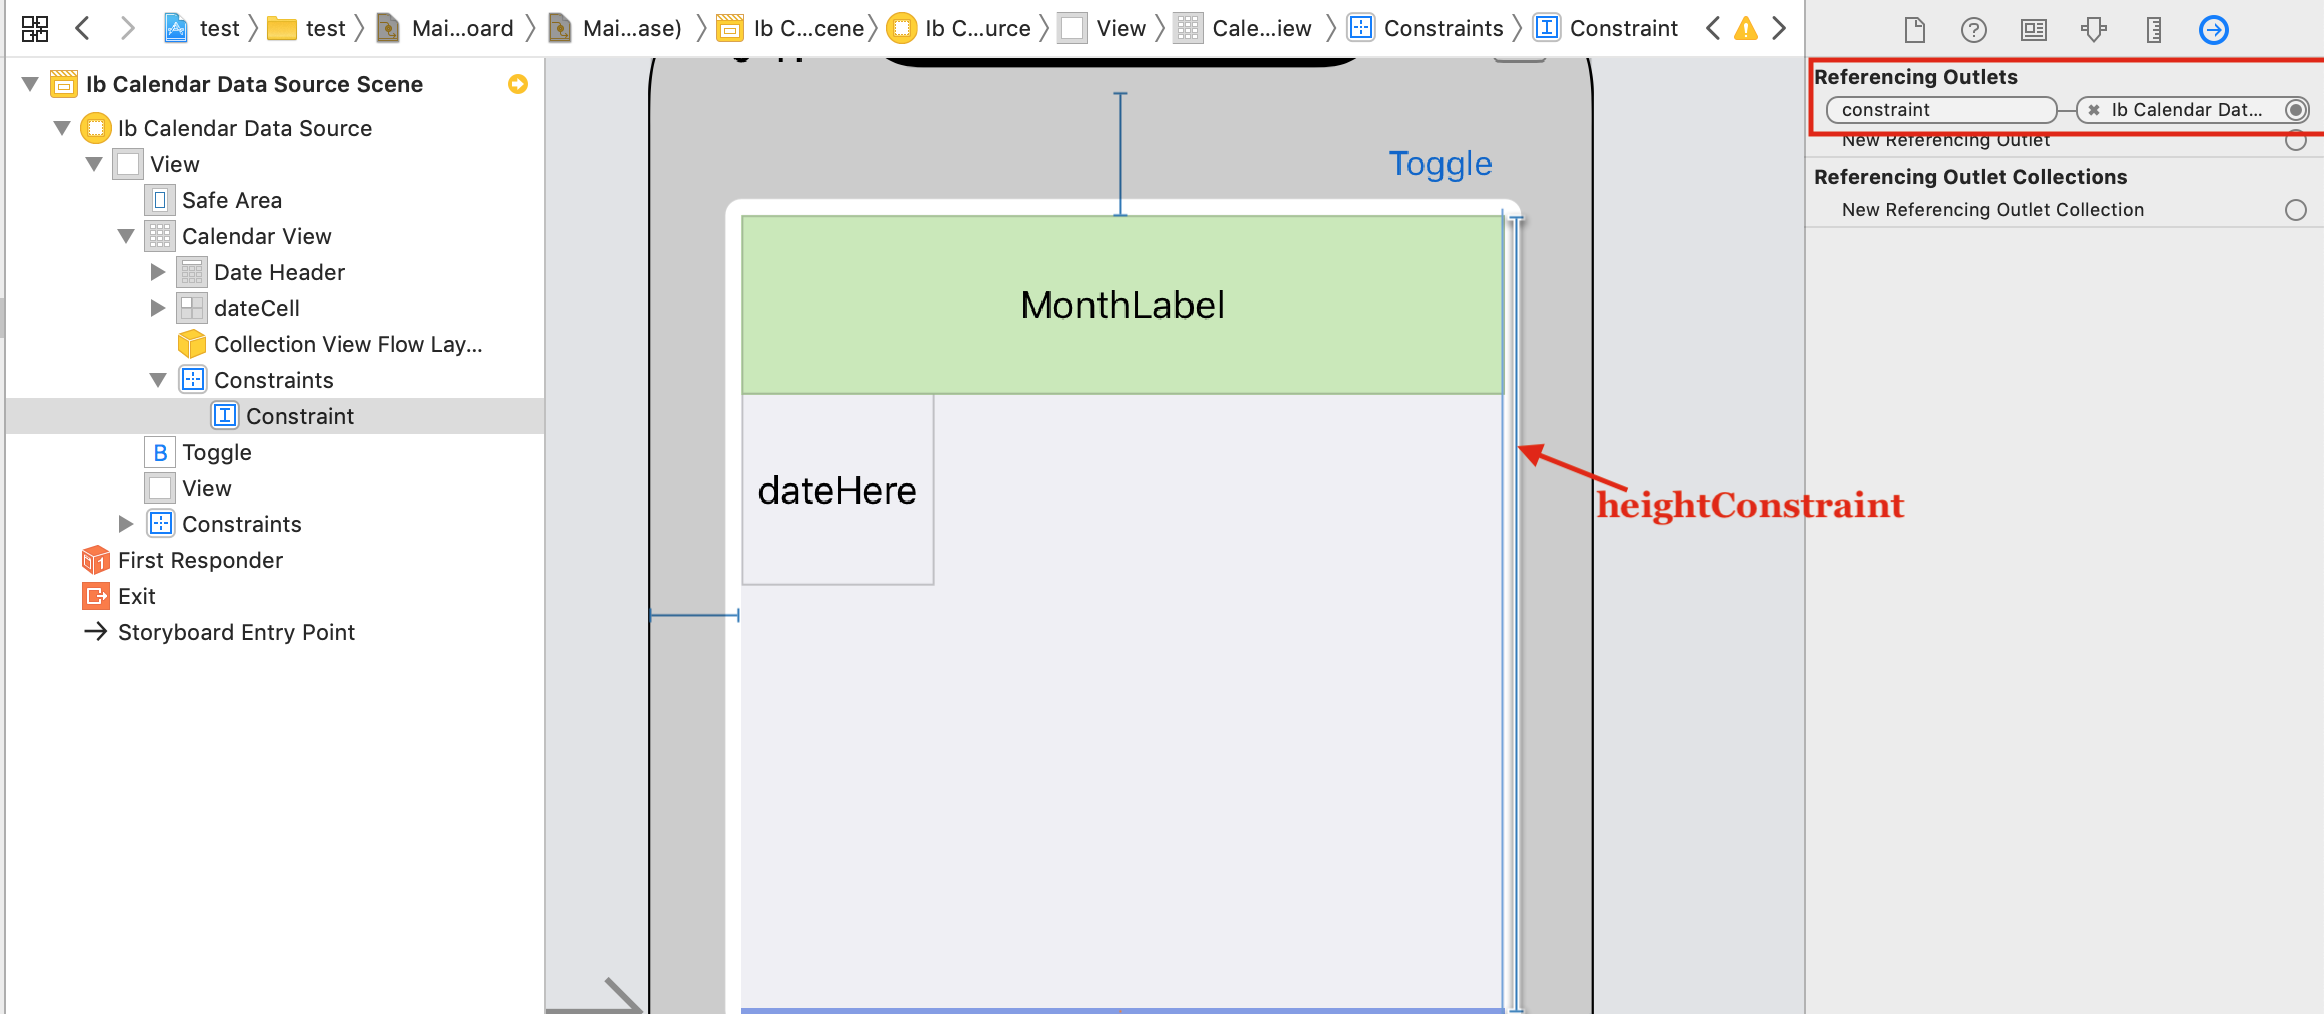 test test Mai...oard Mai...ase) Ib C...cene Ib C...urce View Cale...iew Constraints Constraint
Ib Calendar Data Source Scene
Ib Calendar Data Source
View
Safe Area
Calendar View
Date Header
dateCell
Collection View Flow Lay...
Constraints
Constraint
B Toggle
View
Constraints
First Responder
Exit
Storyboard Entry Point
Toggle
MonthLabel
dateHere
heightConstraint
Referencing Outlets
constraint Ib Calendar Dat...
New Referencing Outlet
Referencing Outlet Collections
New Referencing Outlet Collection